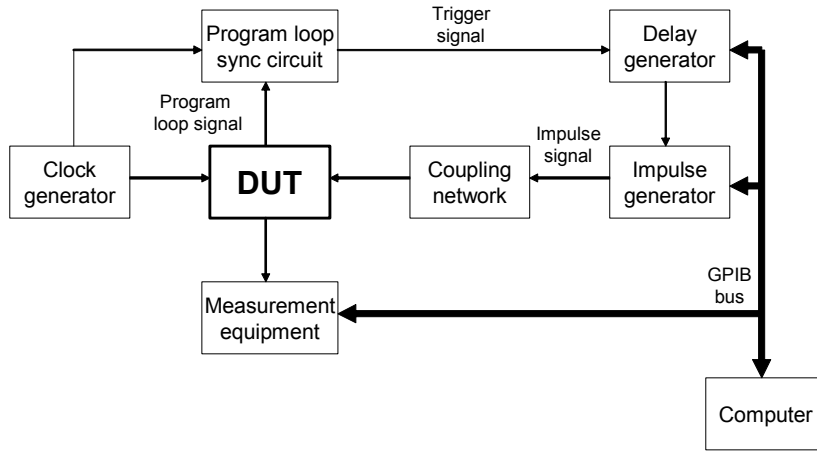 Program loop
sync circuit
Trigger
signal
Delay
generator
Program
loop signal
Impulse
signal
Clock
generator
DUT
Coupling
network
Impulse
generator
GPIB
bus
Measurement
equipment
Computer